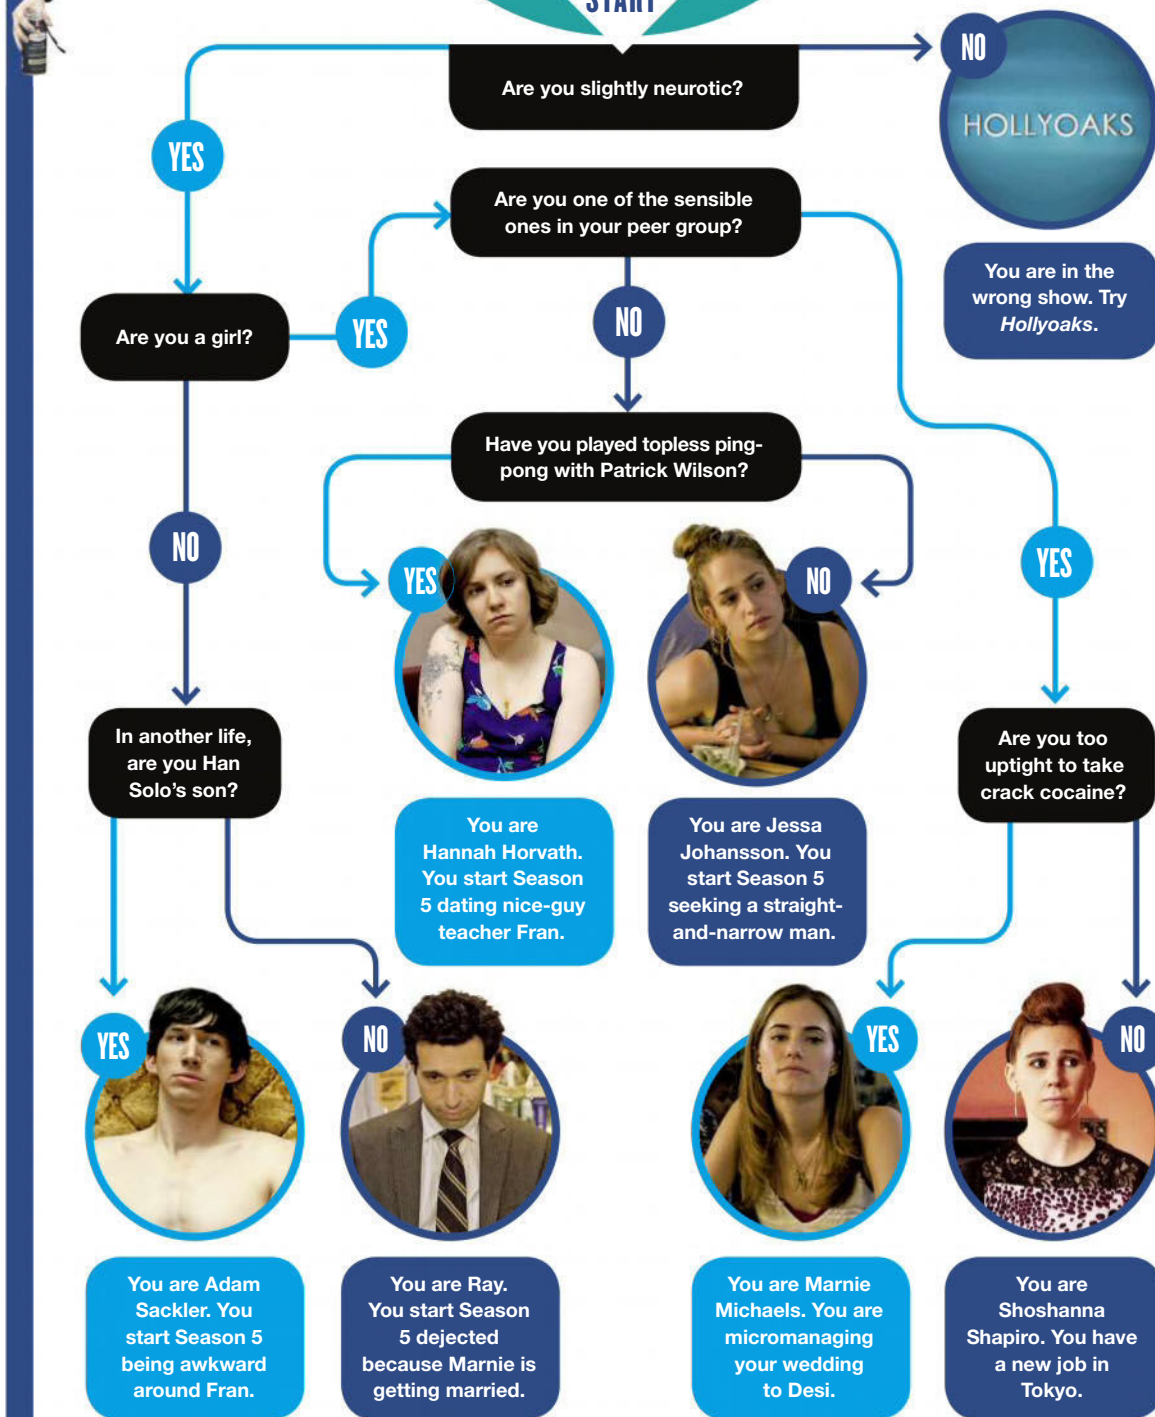 START
Are you slightly neurotic?
NO
HOLLYOAKS
You are in the
wrong show. Try
Hollyoaks.
YES
Are you one of the sensible
ones in your peer group?
Are you a girl?
YES
NO
Have you played topless ping-
pong with Patrick Wilson?
NO
YES
NO
YES
In another life,
are you Han
Solo's son?
Are you too
uptight to take
crack cocaine?
You are
Hannah Horvath.
You start Season
5 dating nice-guy
teacher Fran.
You are Jessa
Johansson. You
start Season 5
seeking a straight-
and-narrow man.
YES
NO
YES
NO
You are Adam
Sackler. You
start Season 5
being awkward
around Fran.
You are Ray.
You start Season
5 dejected
because Marnie is
getting married.
You are Marnie
Michaels. You are
micromanaging
your wedding
to Desi.
You are
Shoshanna
Shapiro. You have
a new job in
Tokyo.